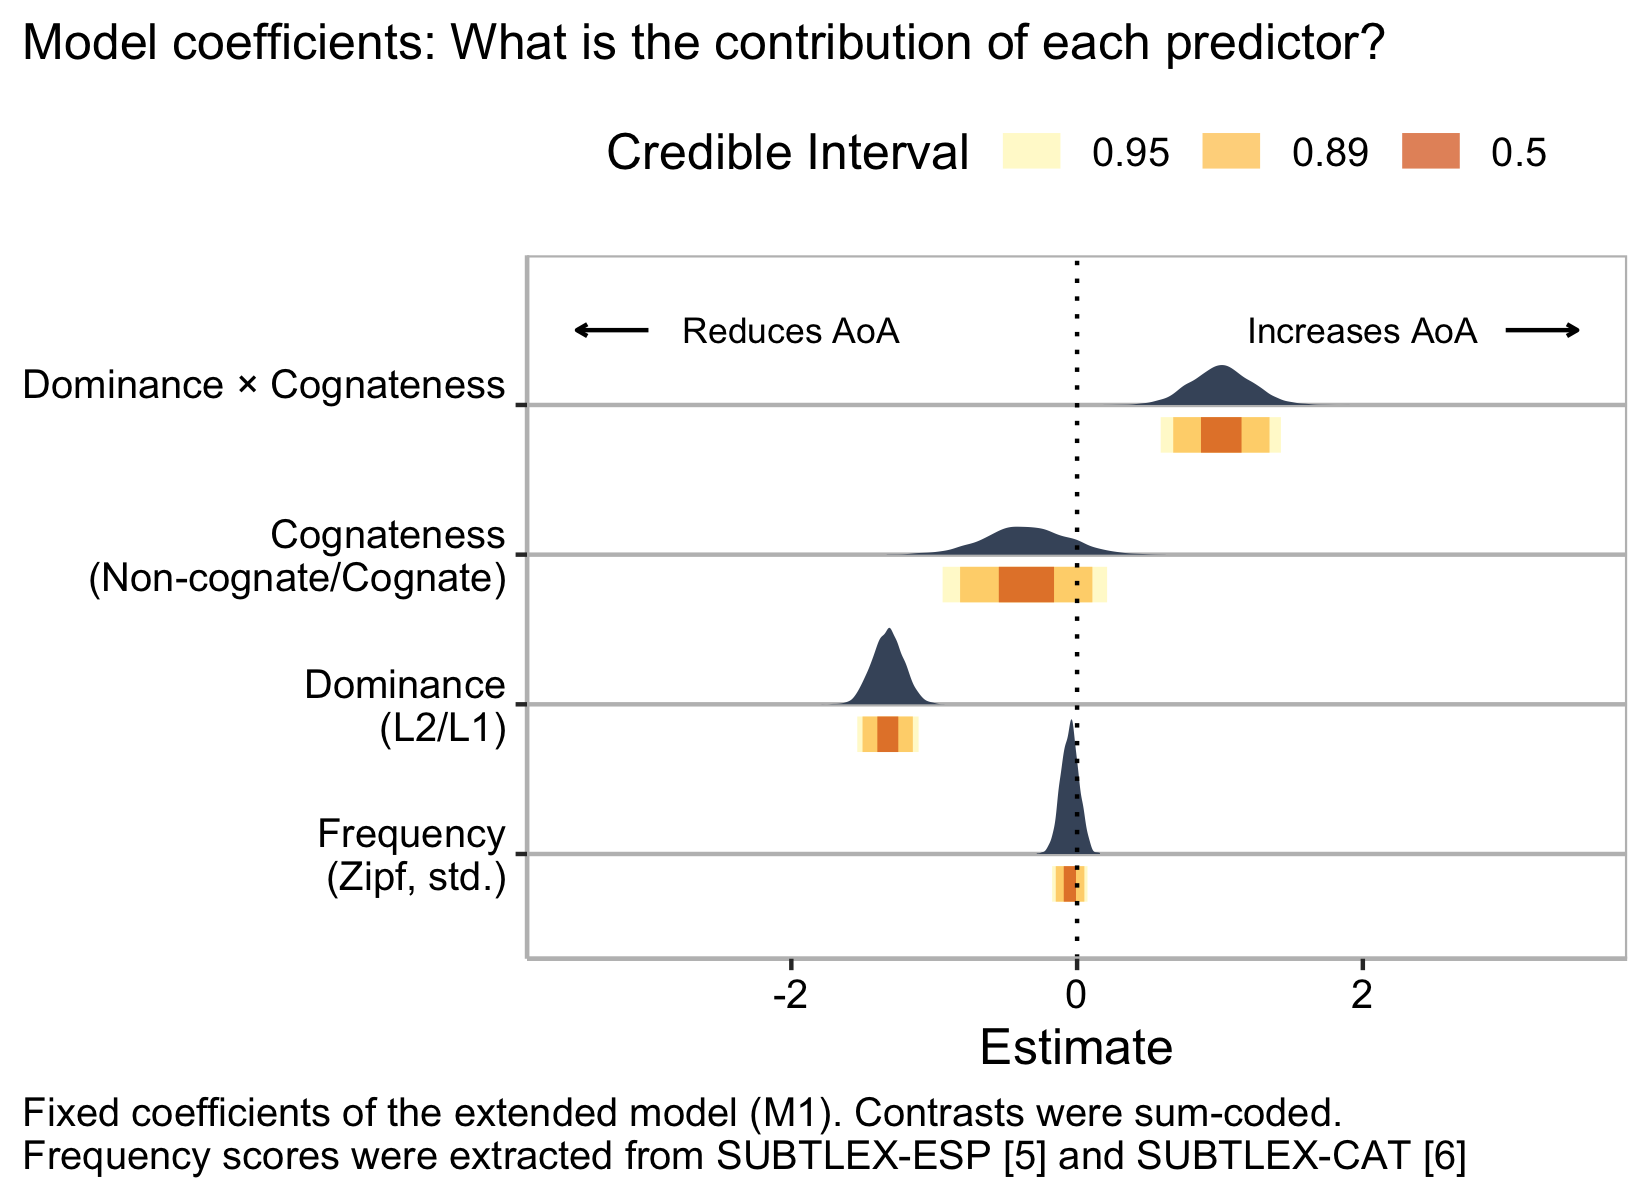 Model coefficients: What is the contribution of each predictor?
Credible Interval 0.95 0.89 0.5
Reduces AoA Increases AoA
Dominance × Cognateness
Cognateness
(Non-cognate/Cognate)
Dominance
(L2/L1)
Frequency
(Zipf, std.)
-2 0 2
Estimate
Fixed coefficients of the extended model (M1). Contrasts were sum-coded.
Frequency scores were extracted from SUBTLEX-ESP [5] and SUBTLEX-CAT [6]